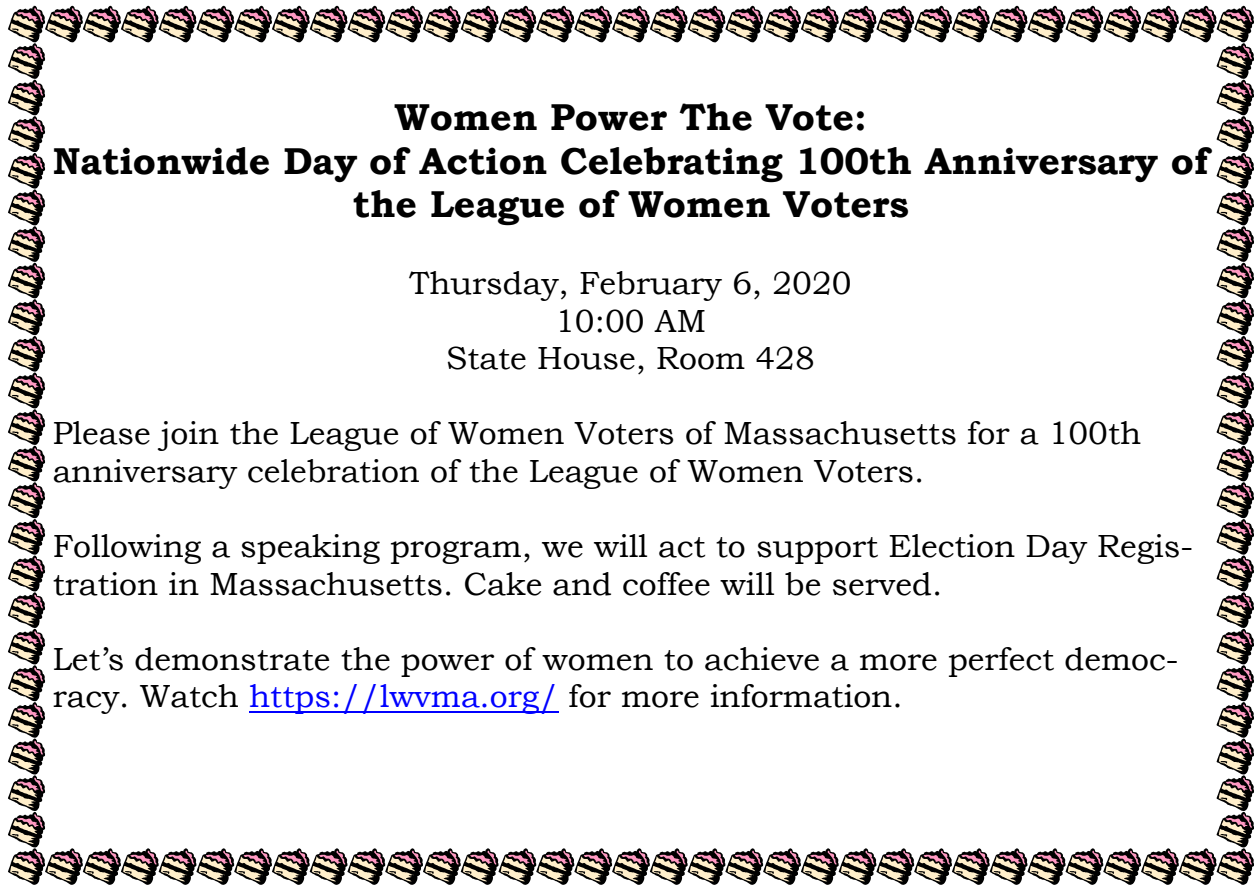 Women Power The Vote:
Nationwide Day of Action Celebrating 100th Anniversary of
the League of Women Voters
Thursday, February 6, 2020
10:00 AM
State House, Room 428
Please join the League of Women Voters of Massachusetts for a 100th
anniversary celebration of the League of Women Voters.
Following a speaking program, we will act to support Election Day Regis-
tration in Massachusetts. Cake and coffee will be served.
Let’s demonstrate the power of women to achieve a more perfect democ-
racy. Watch https://lwvma.org/ for more information.